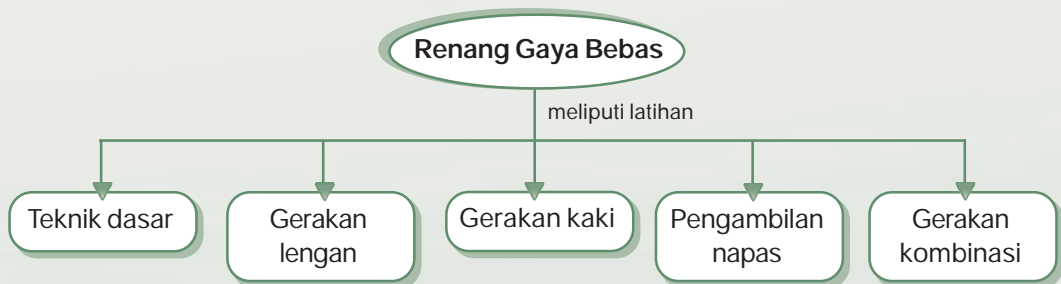 Renang Gaya Bebas
meliputi latihan
Teknik dasar
Gerakan
lengan
Gerakan kaki
Pengambilan
napas
Gerakan
kombinasi